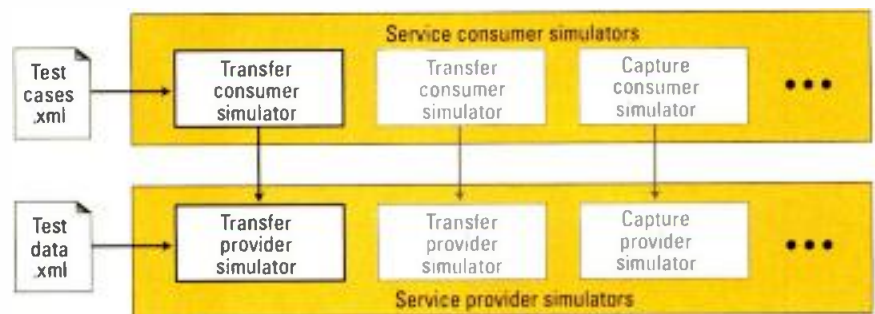 Service consumer simulators
Test
cases
.xml
Transfer
consumer
simulator
Transfer
consumer
simulator
Capture
consumer
simulator
Test
data
.xml
Transfer
provider
simulator
Transfer
provider
simulator
Capture
provider
simulator
Service provider simulators